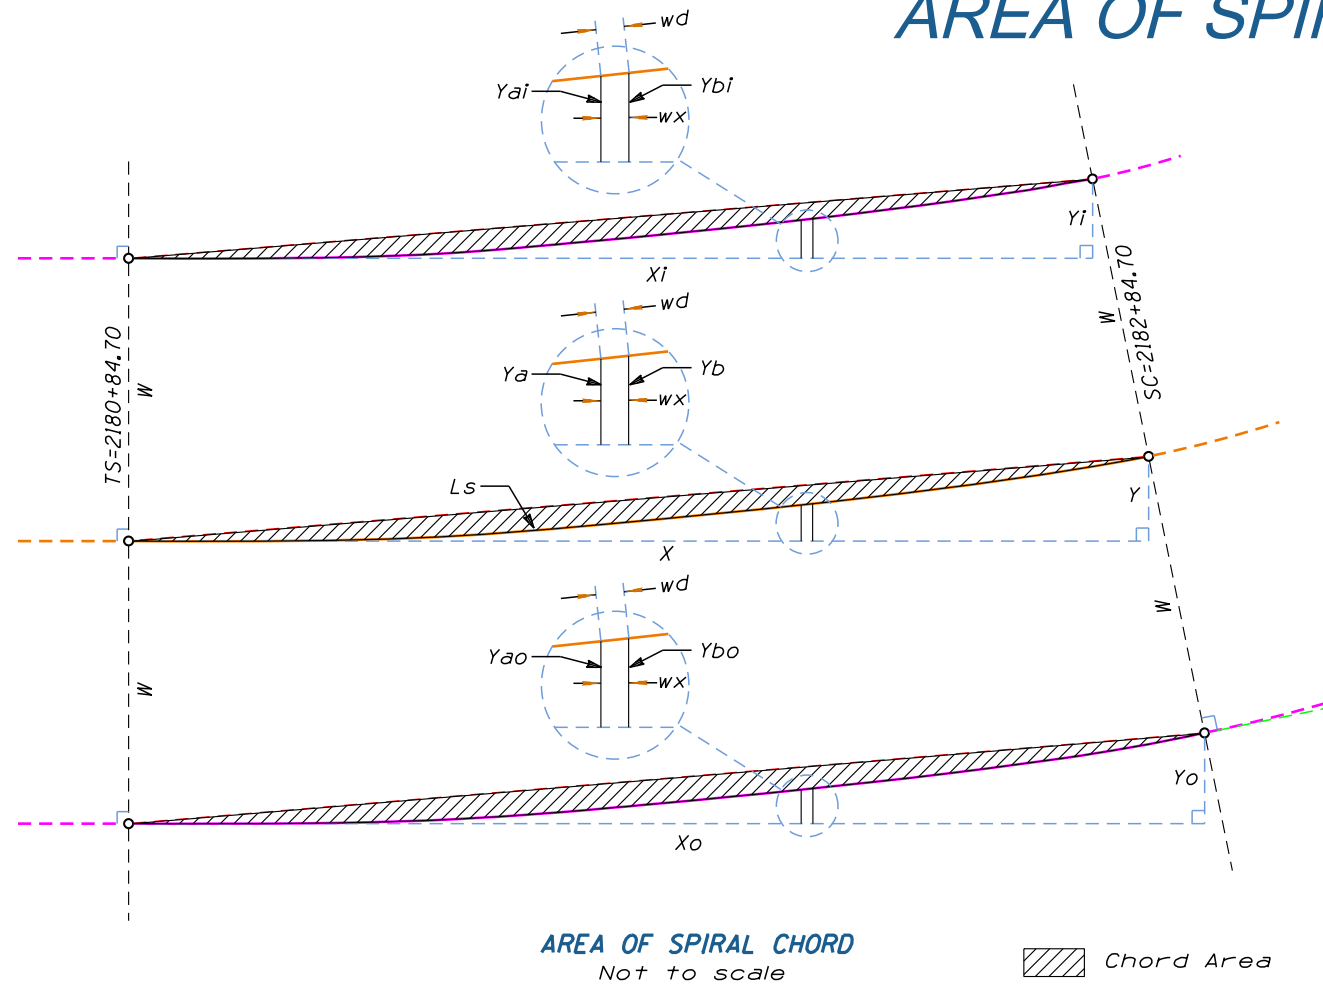 AREA OF SPI
wd
Yai
Ybi
wx
Yi
Xi
TS=2180+84.70
W
SC=2182+84.70
W
wd
Ya
Yb
wx
Ls
Y
X
W
W
wd
Yao
Ybo
wx
Yo
Xo
AREA OF SPIRAL CHORD
Not to scale
Chord Area